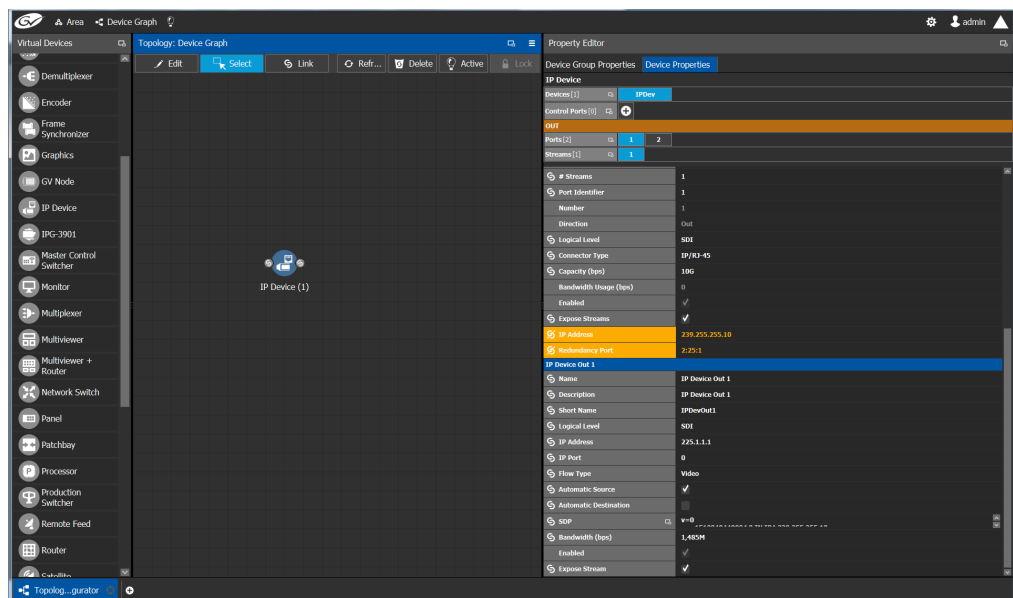 GV Area Device Graph admin
Virtual Devices
Demultiplexer
Encoder
Frame
Synchronizer
Graphics
GV Node
IP Device
IPG-3901
Master Control
Switcher
Monitor
Multiplexer
Multiviewer
Multiviewer +
Router
Network Switch
Panel
Patchbay
Processor
Production
Switcher
Remote Feed
Router
Satellite
Topology: Device Graph
Edit Select Link Refr... Delete Active Lock
IP Device (1)
Property Editor
Device Group Properties Device Properties
IP Device
Devices [1] IPDev
Control Ports [0]
OUT
Ports [2] 1 2
Streams [1] 1
# Streams 1
Port Identifier 1
Number 1
Direction Out
Logical Level SDI
Connector Type IP/RJ-45
Capacity (bps) 10G
Bandwidth Usage (bps) 0
Enabled
Expose Streams
IP Address 239.255.255.10
Redundancy Port 2:25:1
IP Device Out 1
Name IP Device Out 1
Description IP Device Out 1
Short Name IPDevOut1
Logical Level SDI
IP Address 225.1.1.1
IP Port 0
Flow Type Video
Automatic Source
Automatic Destination
SDP v=0
Bandwidth (bps) 1,485M
Enabled
Expose Stream
Topolog...gurator